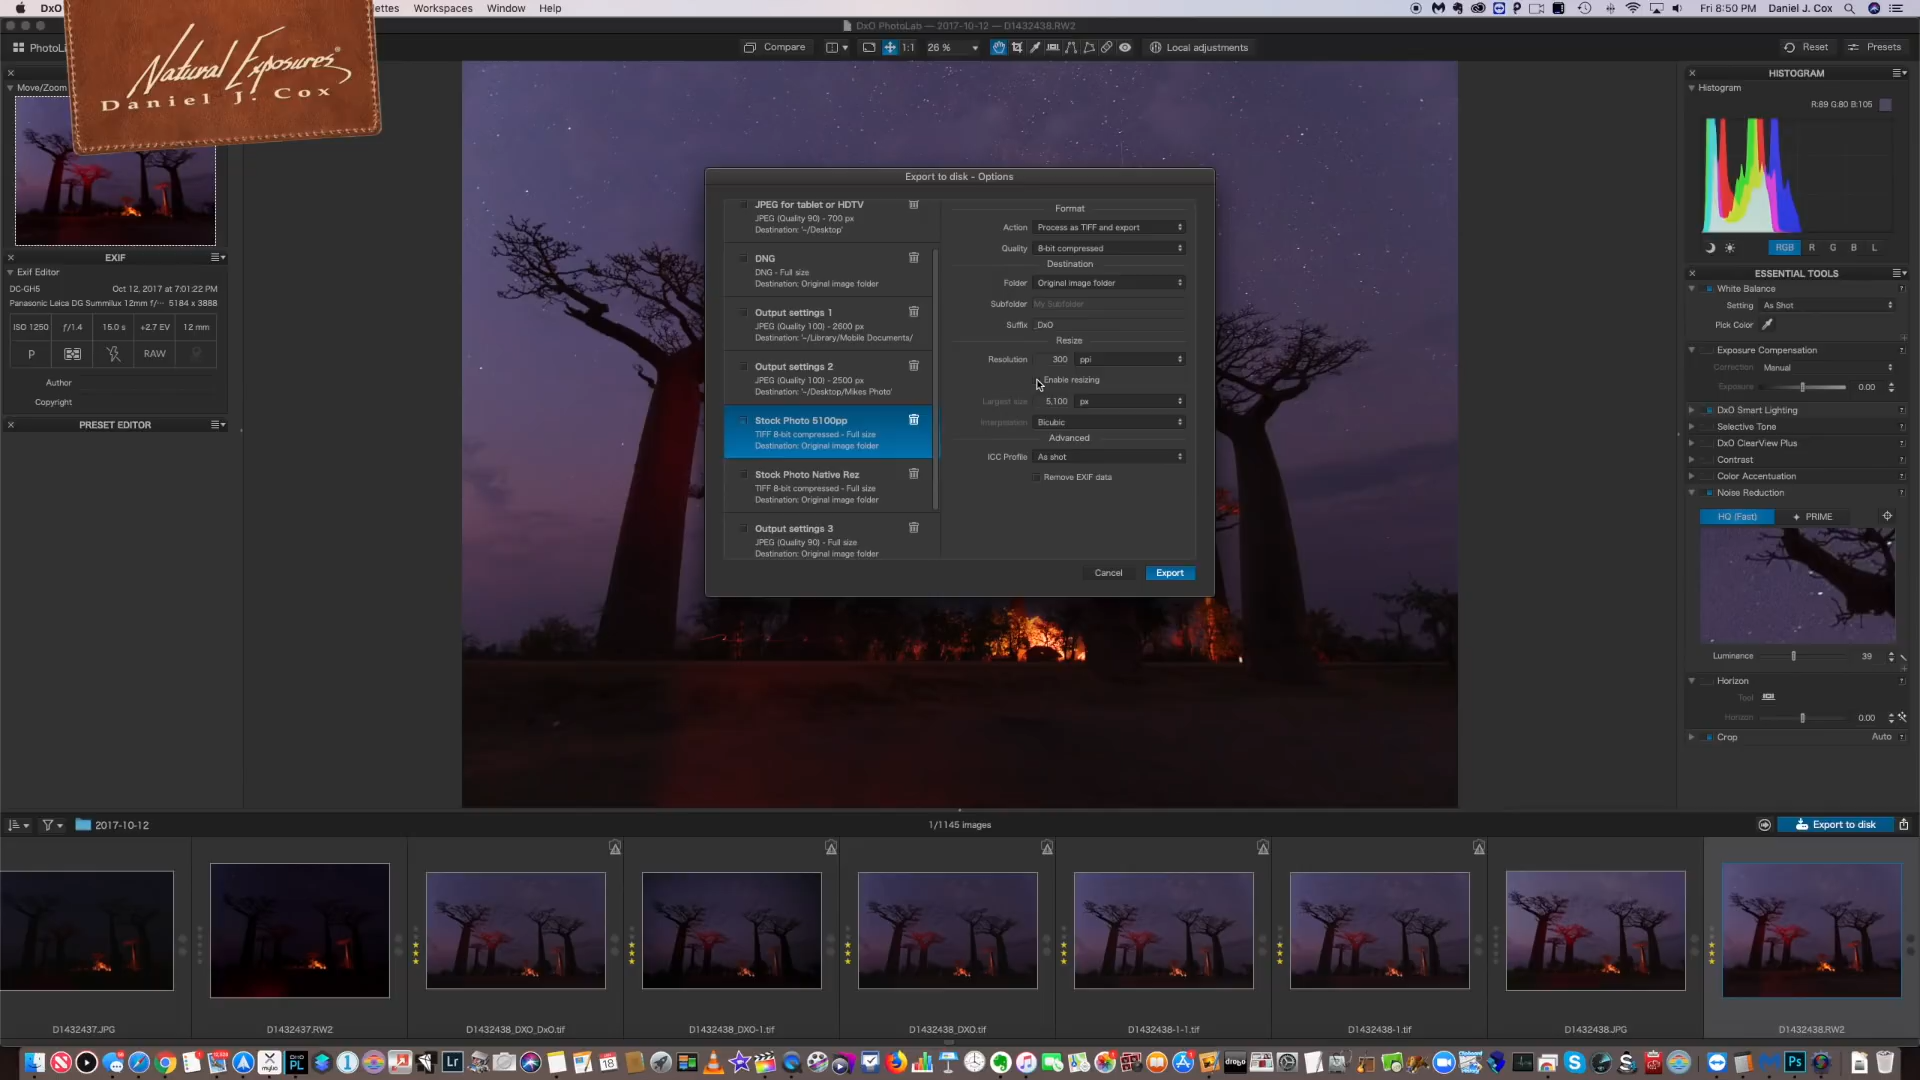 DxO
ettes Workspaces Window Help
Fri 8:50 PM Daniel J. Cox
DxO PhotoLab — 2017-10-12 — D1432438.RW2
Natural Exposures
Daniel J. Cox
PhotoL
Compare
1:1
26 %
Local adjustments
Reset
Presets
Move/Zoom
EXIF
Exif Editor
DC-GH5 Oct 12, 2017 at 7:01:22 PM
Panasonic Leica DG Summilux 12mm f/··· 5184 x 3888
ISO 1250 ƒ/1.4 15.0 s +2.7 EV 12 mm
P RAW
Author
Copyright
PRESET EDITOR
Export to disk - Options
JPEG for tablet or HDTV
JPEG (Quality 90) - 700 px
Destination: '~/Desktop'
DNG
DNG - Full size
Destination: Original image folder
Output settings 1
JPEG (Quality 100) - 2600 px
Destination: '~/Library/Mobile Documents/
Output settings 2
JPEG (Quality 100) - 2500 px
Destination: '~/Desktop/Mikes Photo'
Stock Photo 5100pp
TIFF 8-bit compressed - Full size
Destination: Original image folder
Stock Photo Native Rez
TIFF 8-bit compressed - Full size
Destination: Original image folder
Output settings 3
JPEG (Quality 90) - Full size
Destination: Original image folder
Format
Action Process as TIFF and export
Quality 8-bit compressed
Destination
Folder Original image folder
Subfolder My Subfolder
Suffix _DxO
Resize
Resolution 300 ppi
Enable resizing
Largest size 5,100 px
Interpolation Bicubic
Advanced
ICC Profile As shot
Remove EXIF data
Cancel Export
HISTOGRAM
Histogram
R:89 G:80 B:105
RGB R G B L
ESSENTIAL TOOLS
White Balance
Setting As Shot
Pick Color
Exposure Compensation
Correction Manual
Exposure 0.00
DxO Smart Lighting
Selective Tone
DxO ClearView Plus
Contrast
Color Accentuation
Noise Reduction
HQ (Fast) PRIME
Luminance 39
Horizon
Tool
Horizon 0.00
Crop Auto
2017-10-12
1/1145 images
Export to disk
D1432437.JPG
D1432437.RW2
D1432438_DXO_DxO.tif
D1432438_DXO-1.tif
D1432438_DXO.tif
D1432438-1-1.tif
D1432438-1.tif
D1432438.JPG
D1432438.RW2
mylio PL Lr 18 Ps